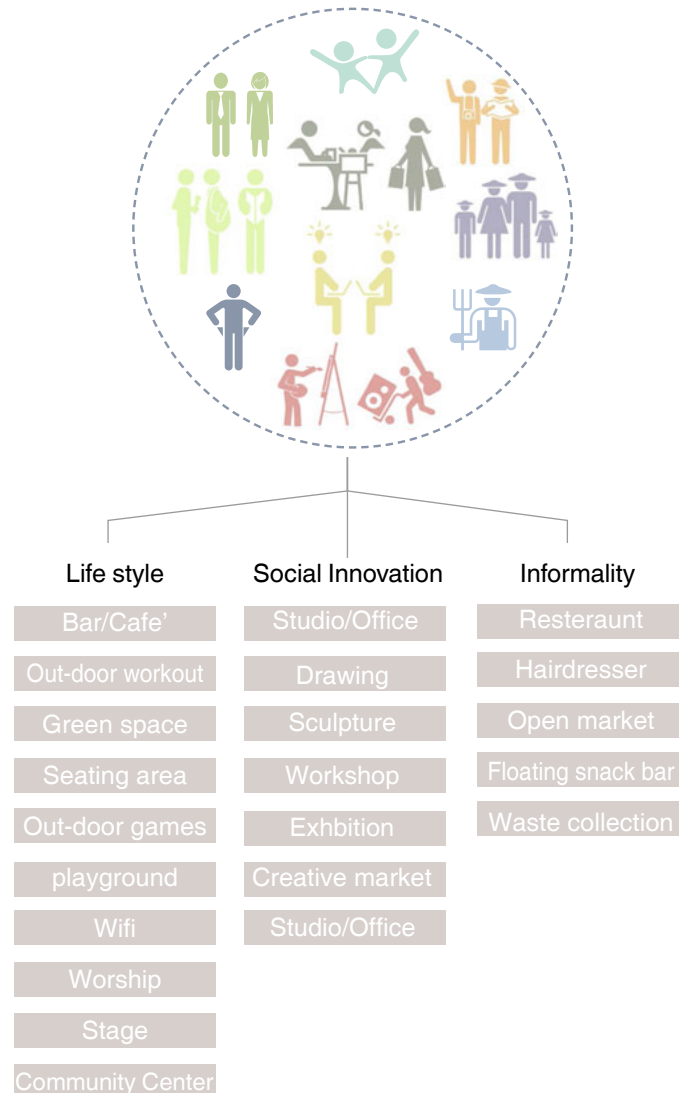 Life style
Bar/Cafe'
Out-door workout
Green space
Seating area
Out-door games
playground
Wifi
Worship
Stage
Community Center
Social Innovation
Studio/Office
Drawing
Sculpture
Workshop
Exhbition
Creative market
Studio/Office
Informality
Resteraunt
Hairdresser
Open market
Floating snack bar
Waste collection